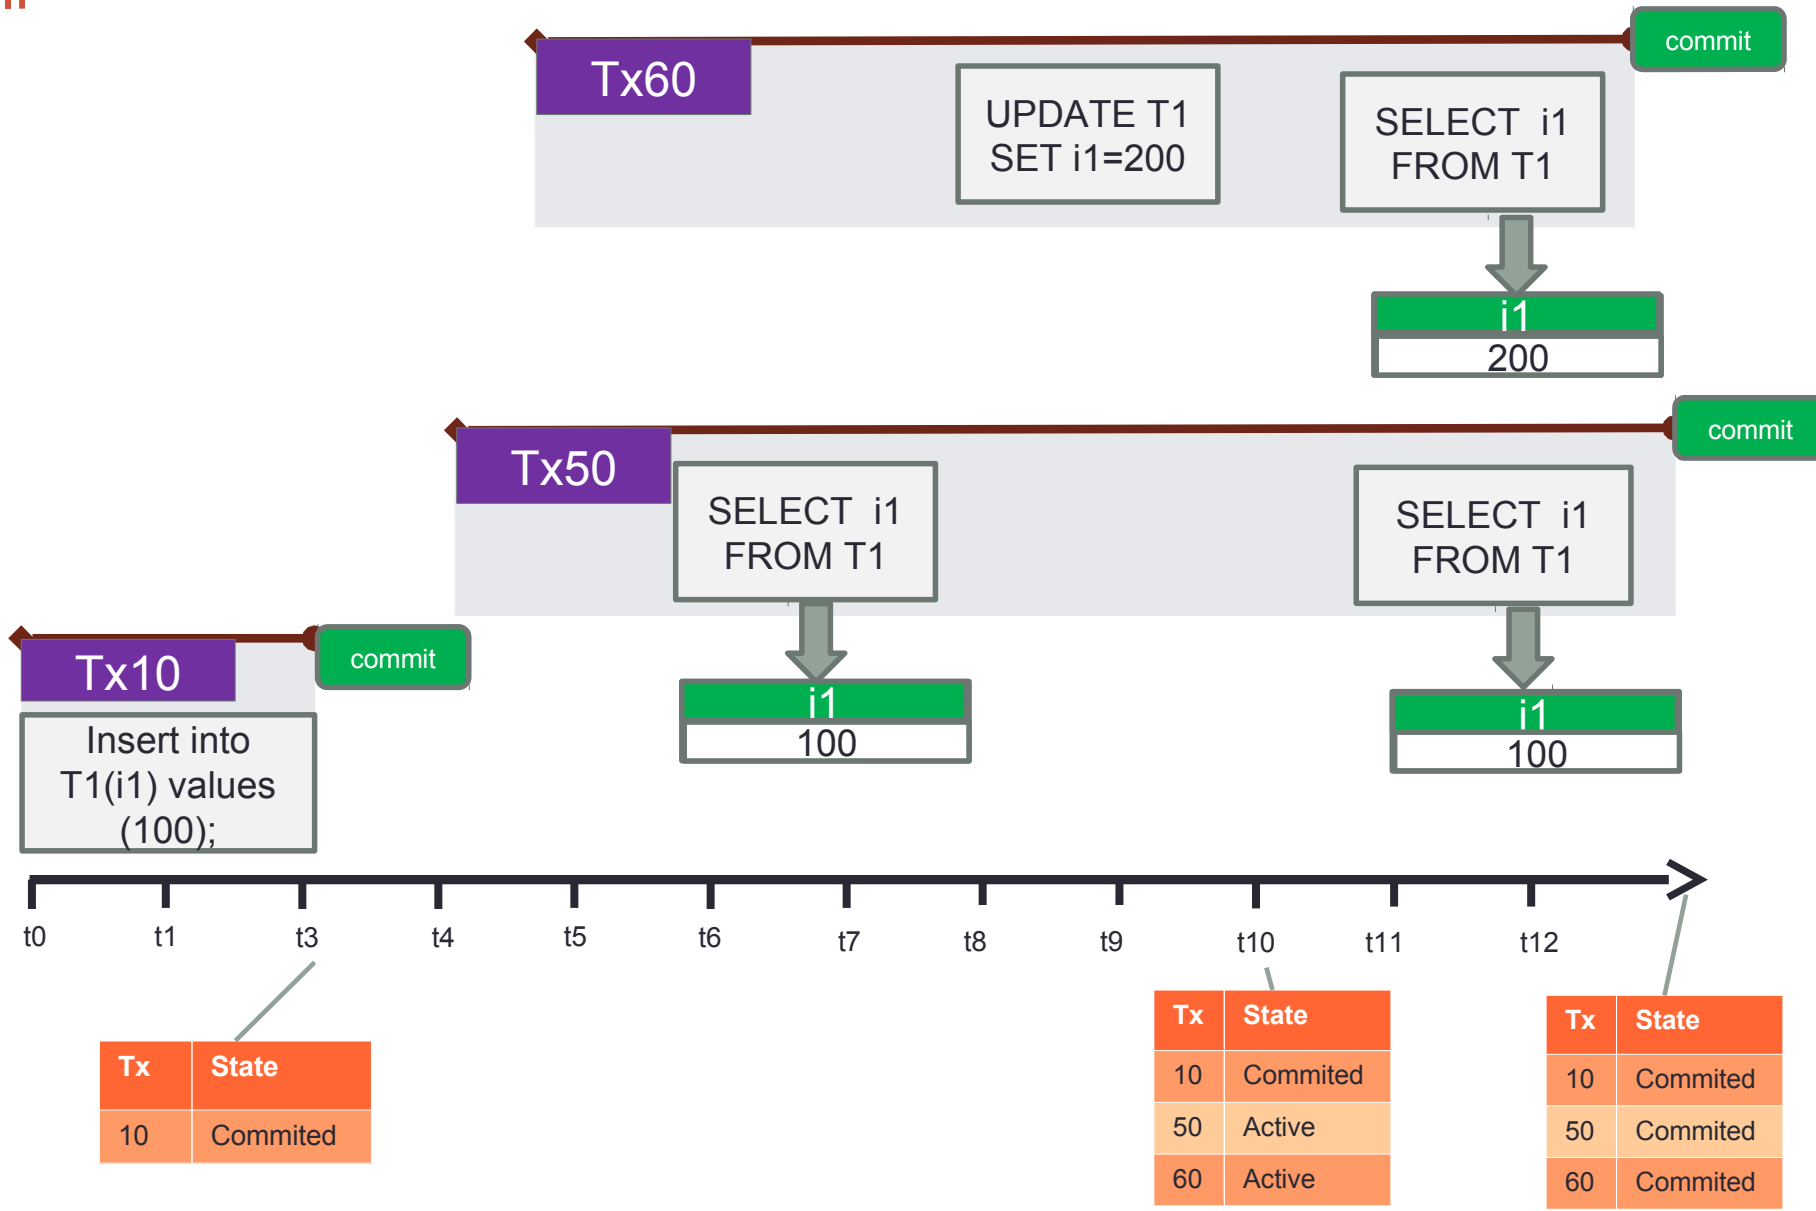 commit
Tx60
UPDATE T1
SET i1=200
SELECT i1
FROM T1
i1
200
commit
Tx50
SELECT i1
FROM T1
SELECT i1
FROM T1
i1
100
i1
100
commit
Tx10
Insert into
T1(i1) values
(100);
t0 t1 t3 t4 t5 t6 t7 t8 t9 t10 t11 t12
Tx State
10 Commited
Tx State
10 Commited
50 Active
60 Active
Tx State
10 Commited
50 Commited
60 Commited